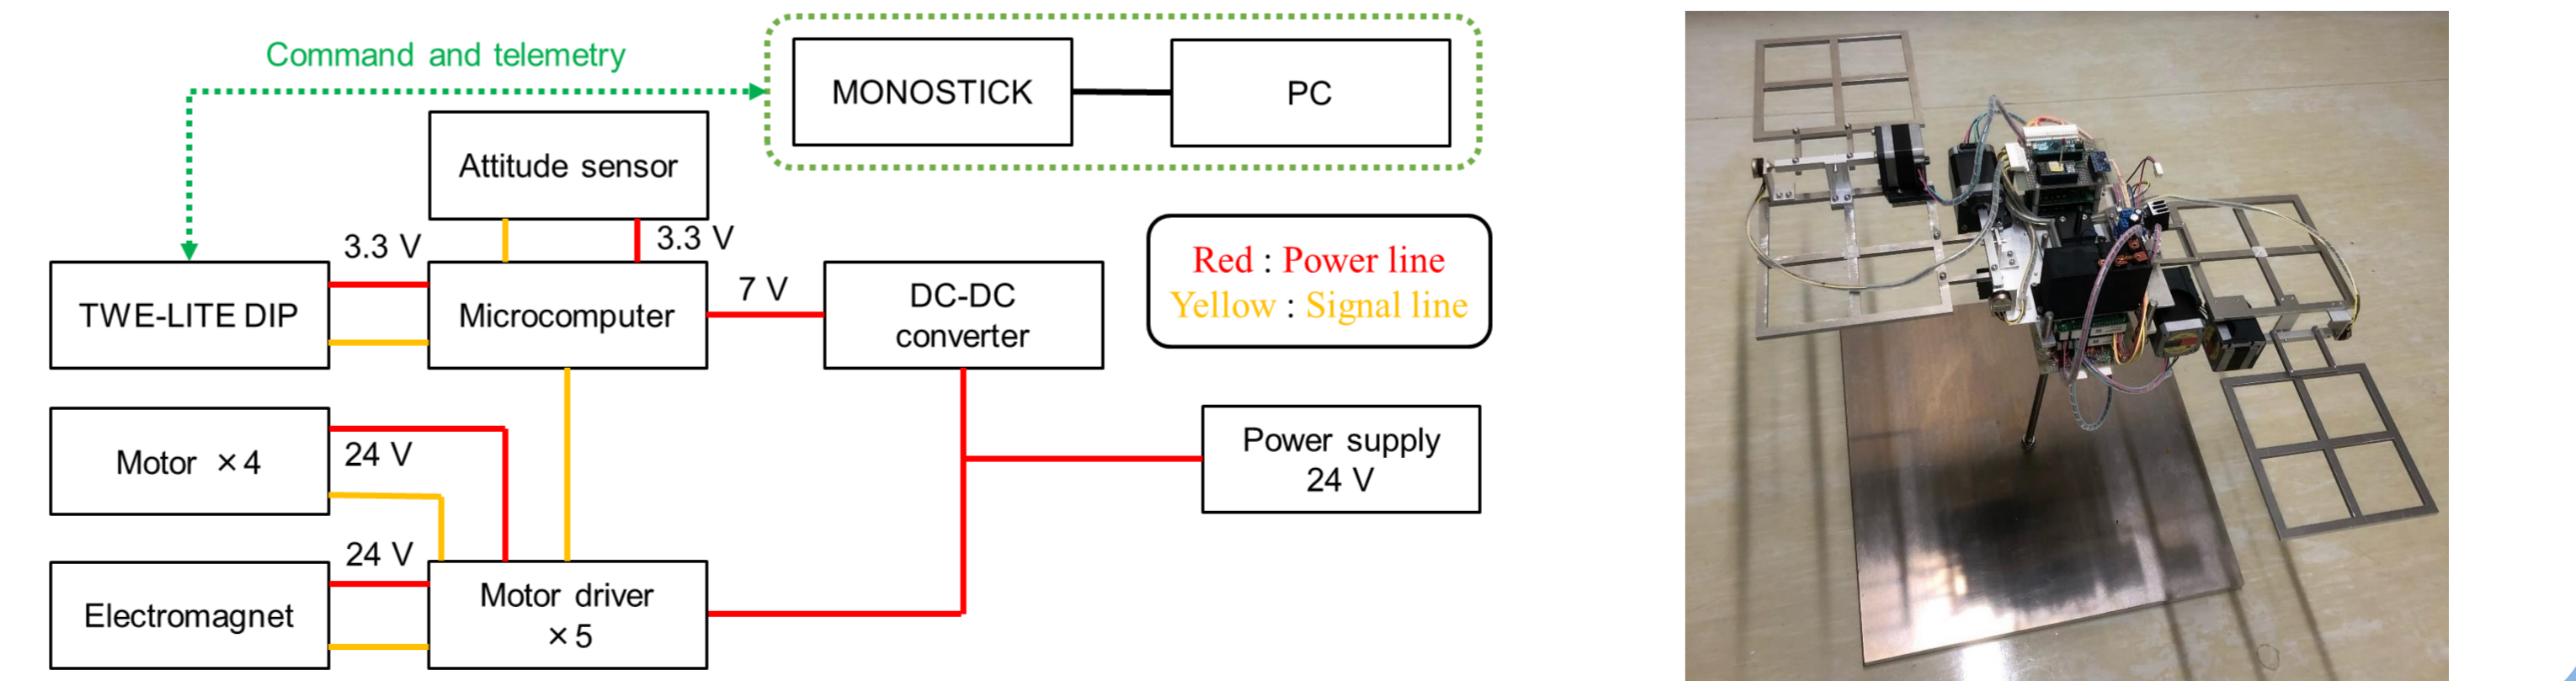 Command and telemetry
MONOSTICK
PC
Attitude sensor
3.3 V
3.3 V
TWE-LITE DIP
Microcomputer
7 V
DC-DC
converter
Red : Power line
Yellow : Signal line
Motor ×4
24 V
Power supply
24 V
24 V
Electromagnet
Motor driver
×5